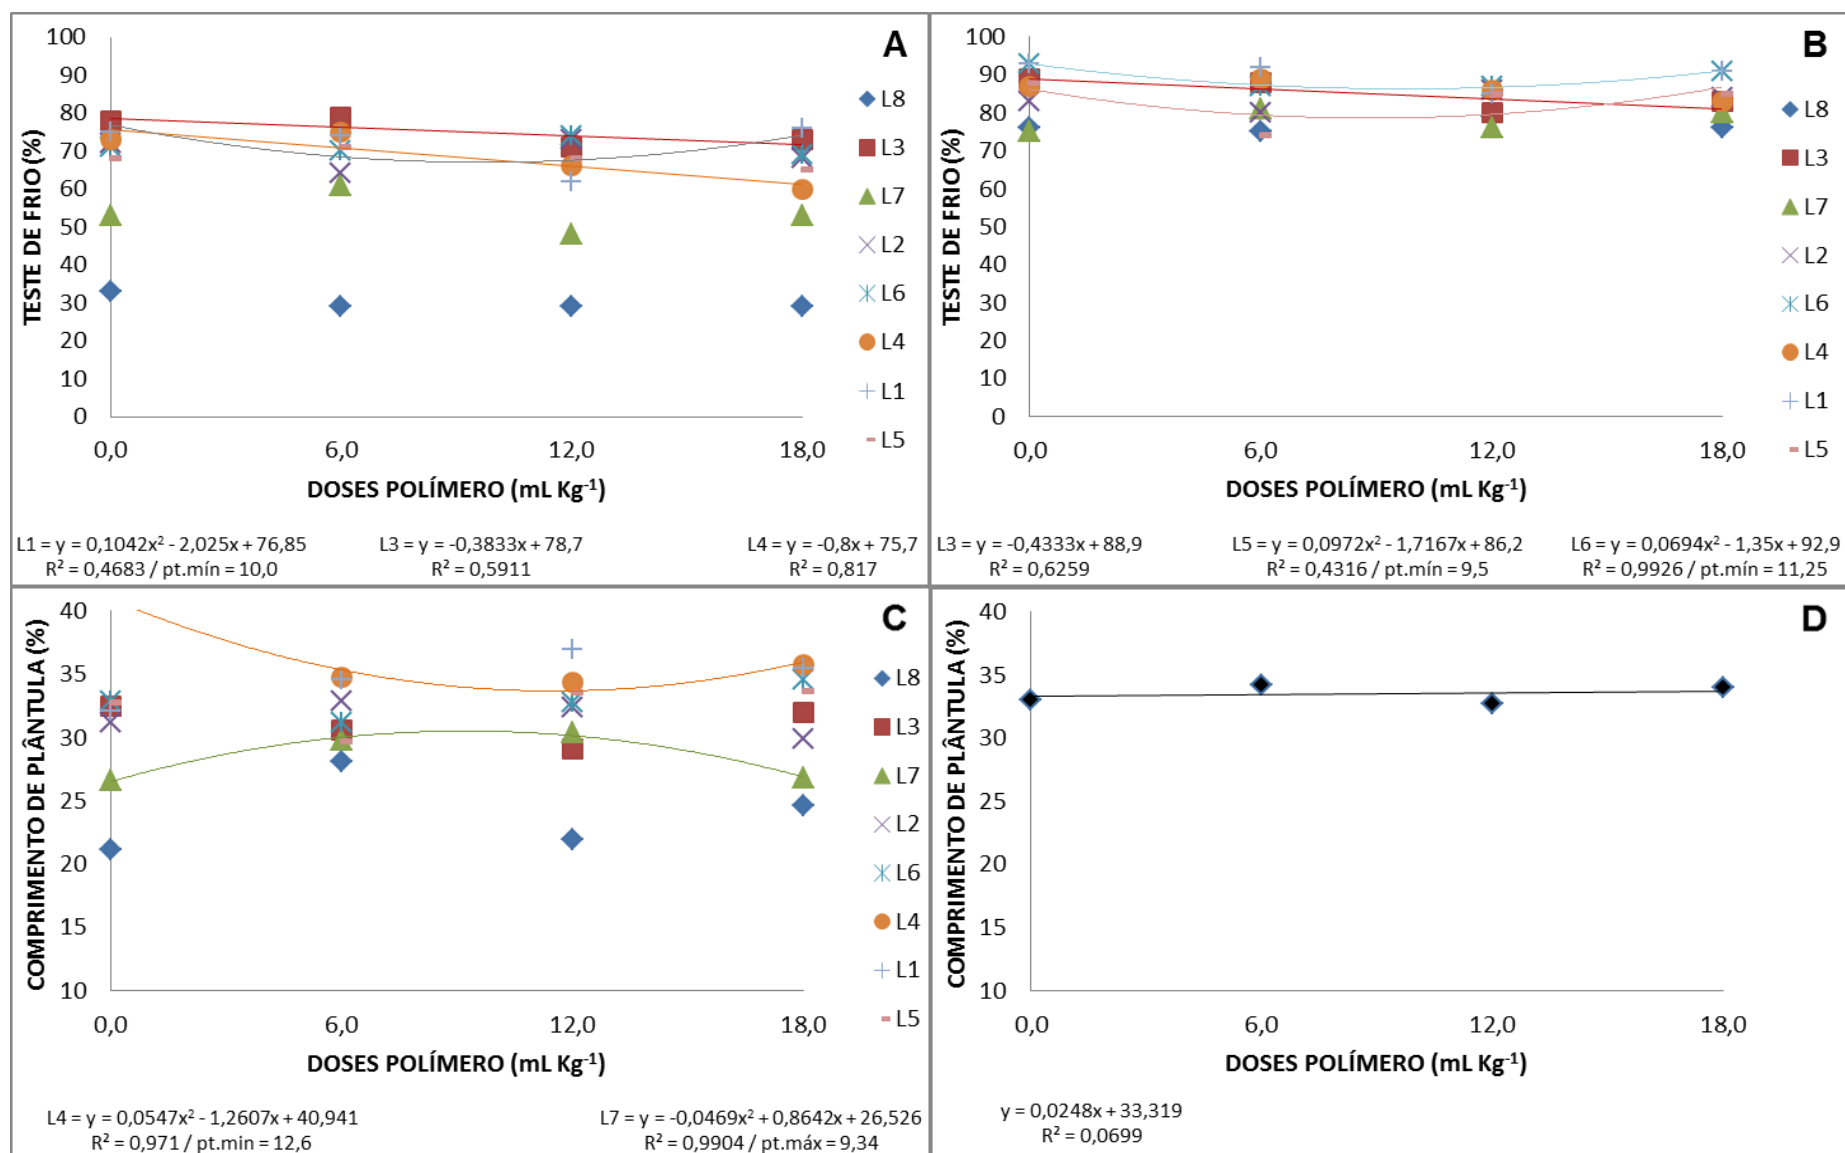 A
TESTE DE FRIO (%)
100
90
80
70
60
50
40
30
20
10
0
0,0
6,0
12,0
18,0
DOSES POLÍMERO (mL Kg⁻¹)
L8
L3
L7
L2
L6
L4
L1
L5
L1 = y = 0,1042x² - 2,025x + 76,85
R² = 0,4683 / pt.mín = 10,0
L3 = y = -0,3833x + 78,7
R² = 0,5911
L4 = y = -0,8x + 75,7
R² = 0,817
B
TESTE DE FRIO (%)
100
90
80
70
60
50
40
30
20
10
0
0,0
6,0
12,0
18,0
DOSES POLÍMERO (mL Kg⁻¹)
L8
L3
L7
L2
L6
L4
L1
L5
L3 = y = -0,4333x + 88,9
R² = 0,6259
L5 = y = 0,0972x² - 1,7167x + 86,2
R² = 0,4316 / pt.mín = 9,5
L6 = y = 0,0694x² - 1,35x + 92,9
R² = 0,9926 / pt.mín = 11,25
C
COMPRIMENTO DE PLÂNTULA (%)
40
35
30
25
20
15
10
0,0
6,0
12,0
18,0
DOSES POLÍMERO (mL Kg⁻¹)
L8
L3
L7
L2
L6
L4
L1
L5
L4 = y = 0,0547x² - 1,2607x + 40,941
R² = 0,971 / pt.min = 12,6
L7 = y = -0,0469x² + 0,8642x + 26,526
R² = 0,9904 / pt.máx = 9,34
D
COMPRIMENTO DE PLÂNTULA (%)
40
35
30
25
20
15
10
0,0
6,0
12,0
18,0
DOSES POLÍMERO (mL Kg⁻¹)
y = 0,0248x + 33,319
R² = 0,0699